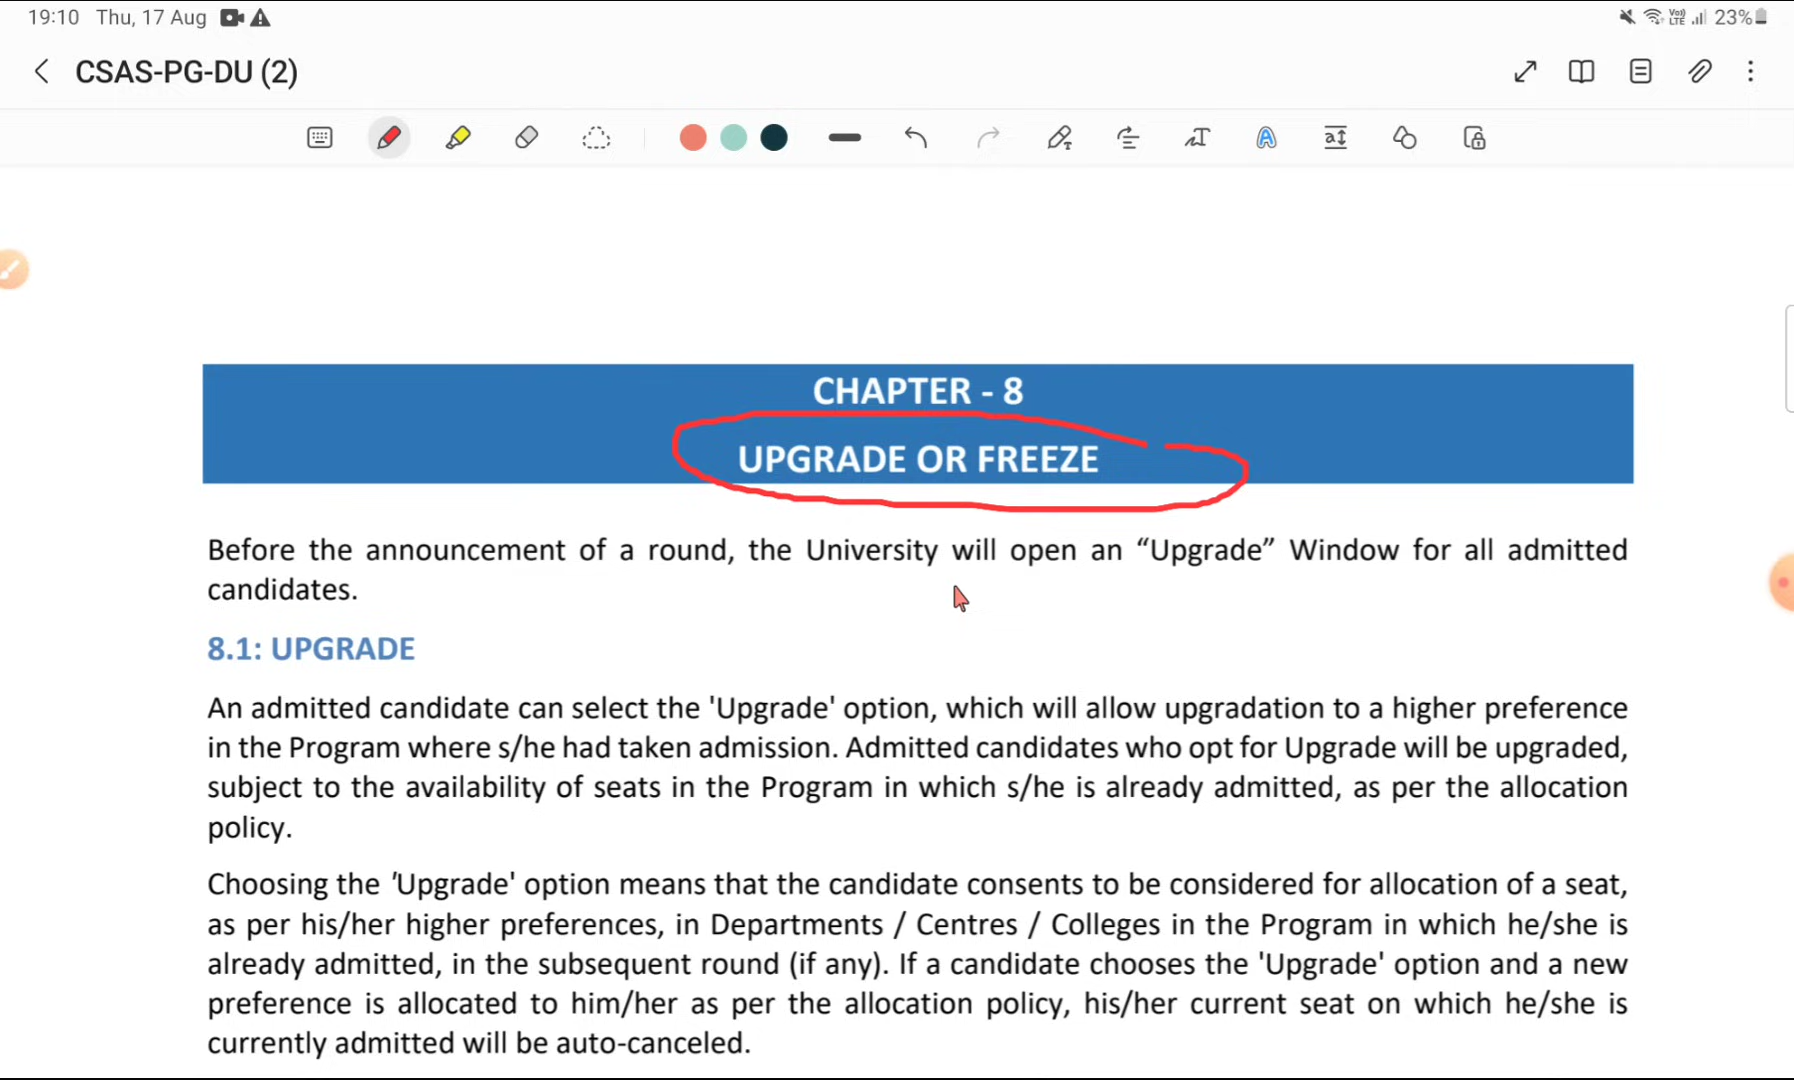 19:10 Thu, 17 Aug
VoLTE 23%
CSAS-PG-DU (2)
CHAPTER - 8
UPGRADE OR FREEZE
Before the announcement of a round, the University will open an “Upgrade” Window for all admitted
candidates.
8.1: UPGRADE
An admitted candidate can select the 'Upgrade' option, which will allow upgradation to a higher preference
in the Program where s/he had taken admission. Admitted candidates who opt for Upgrade will be upgraded,
subject to the availability of seats in the Program in which s/he is already admitted, as per the allocation
policy.
Choosing the 'Upgrade' option means that the candidate consents to be considered for allocation of a seat,
as per his/her higher preferences, in Departments / Centres / Colleges in the Program in which he/she is
already admitted, in the subsequent round (if any). If a candidate chooses the 'Upgrade' option and a new
preference is allocated to him/her as per the allocation policy, his/her current seat on which he/she is
currently admitted will be auto-canceled.